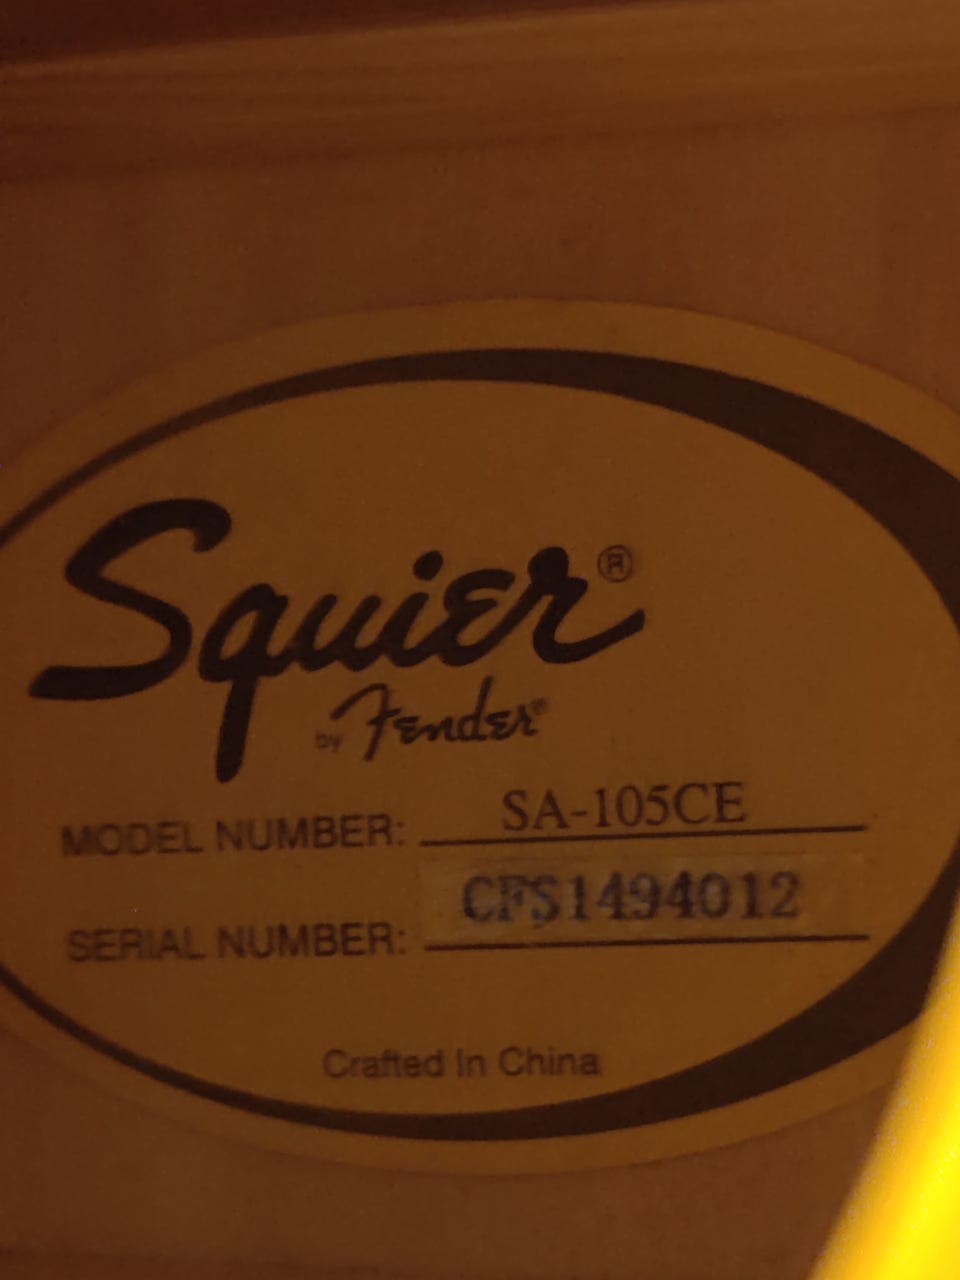 Squier®
by Fender®
MODEL NUMBER: SA-105CE
SERIAL NUMBER: CFS1494012
Crafted In China